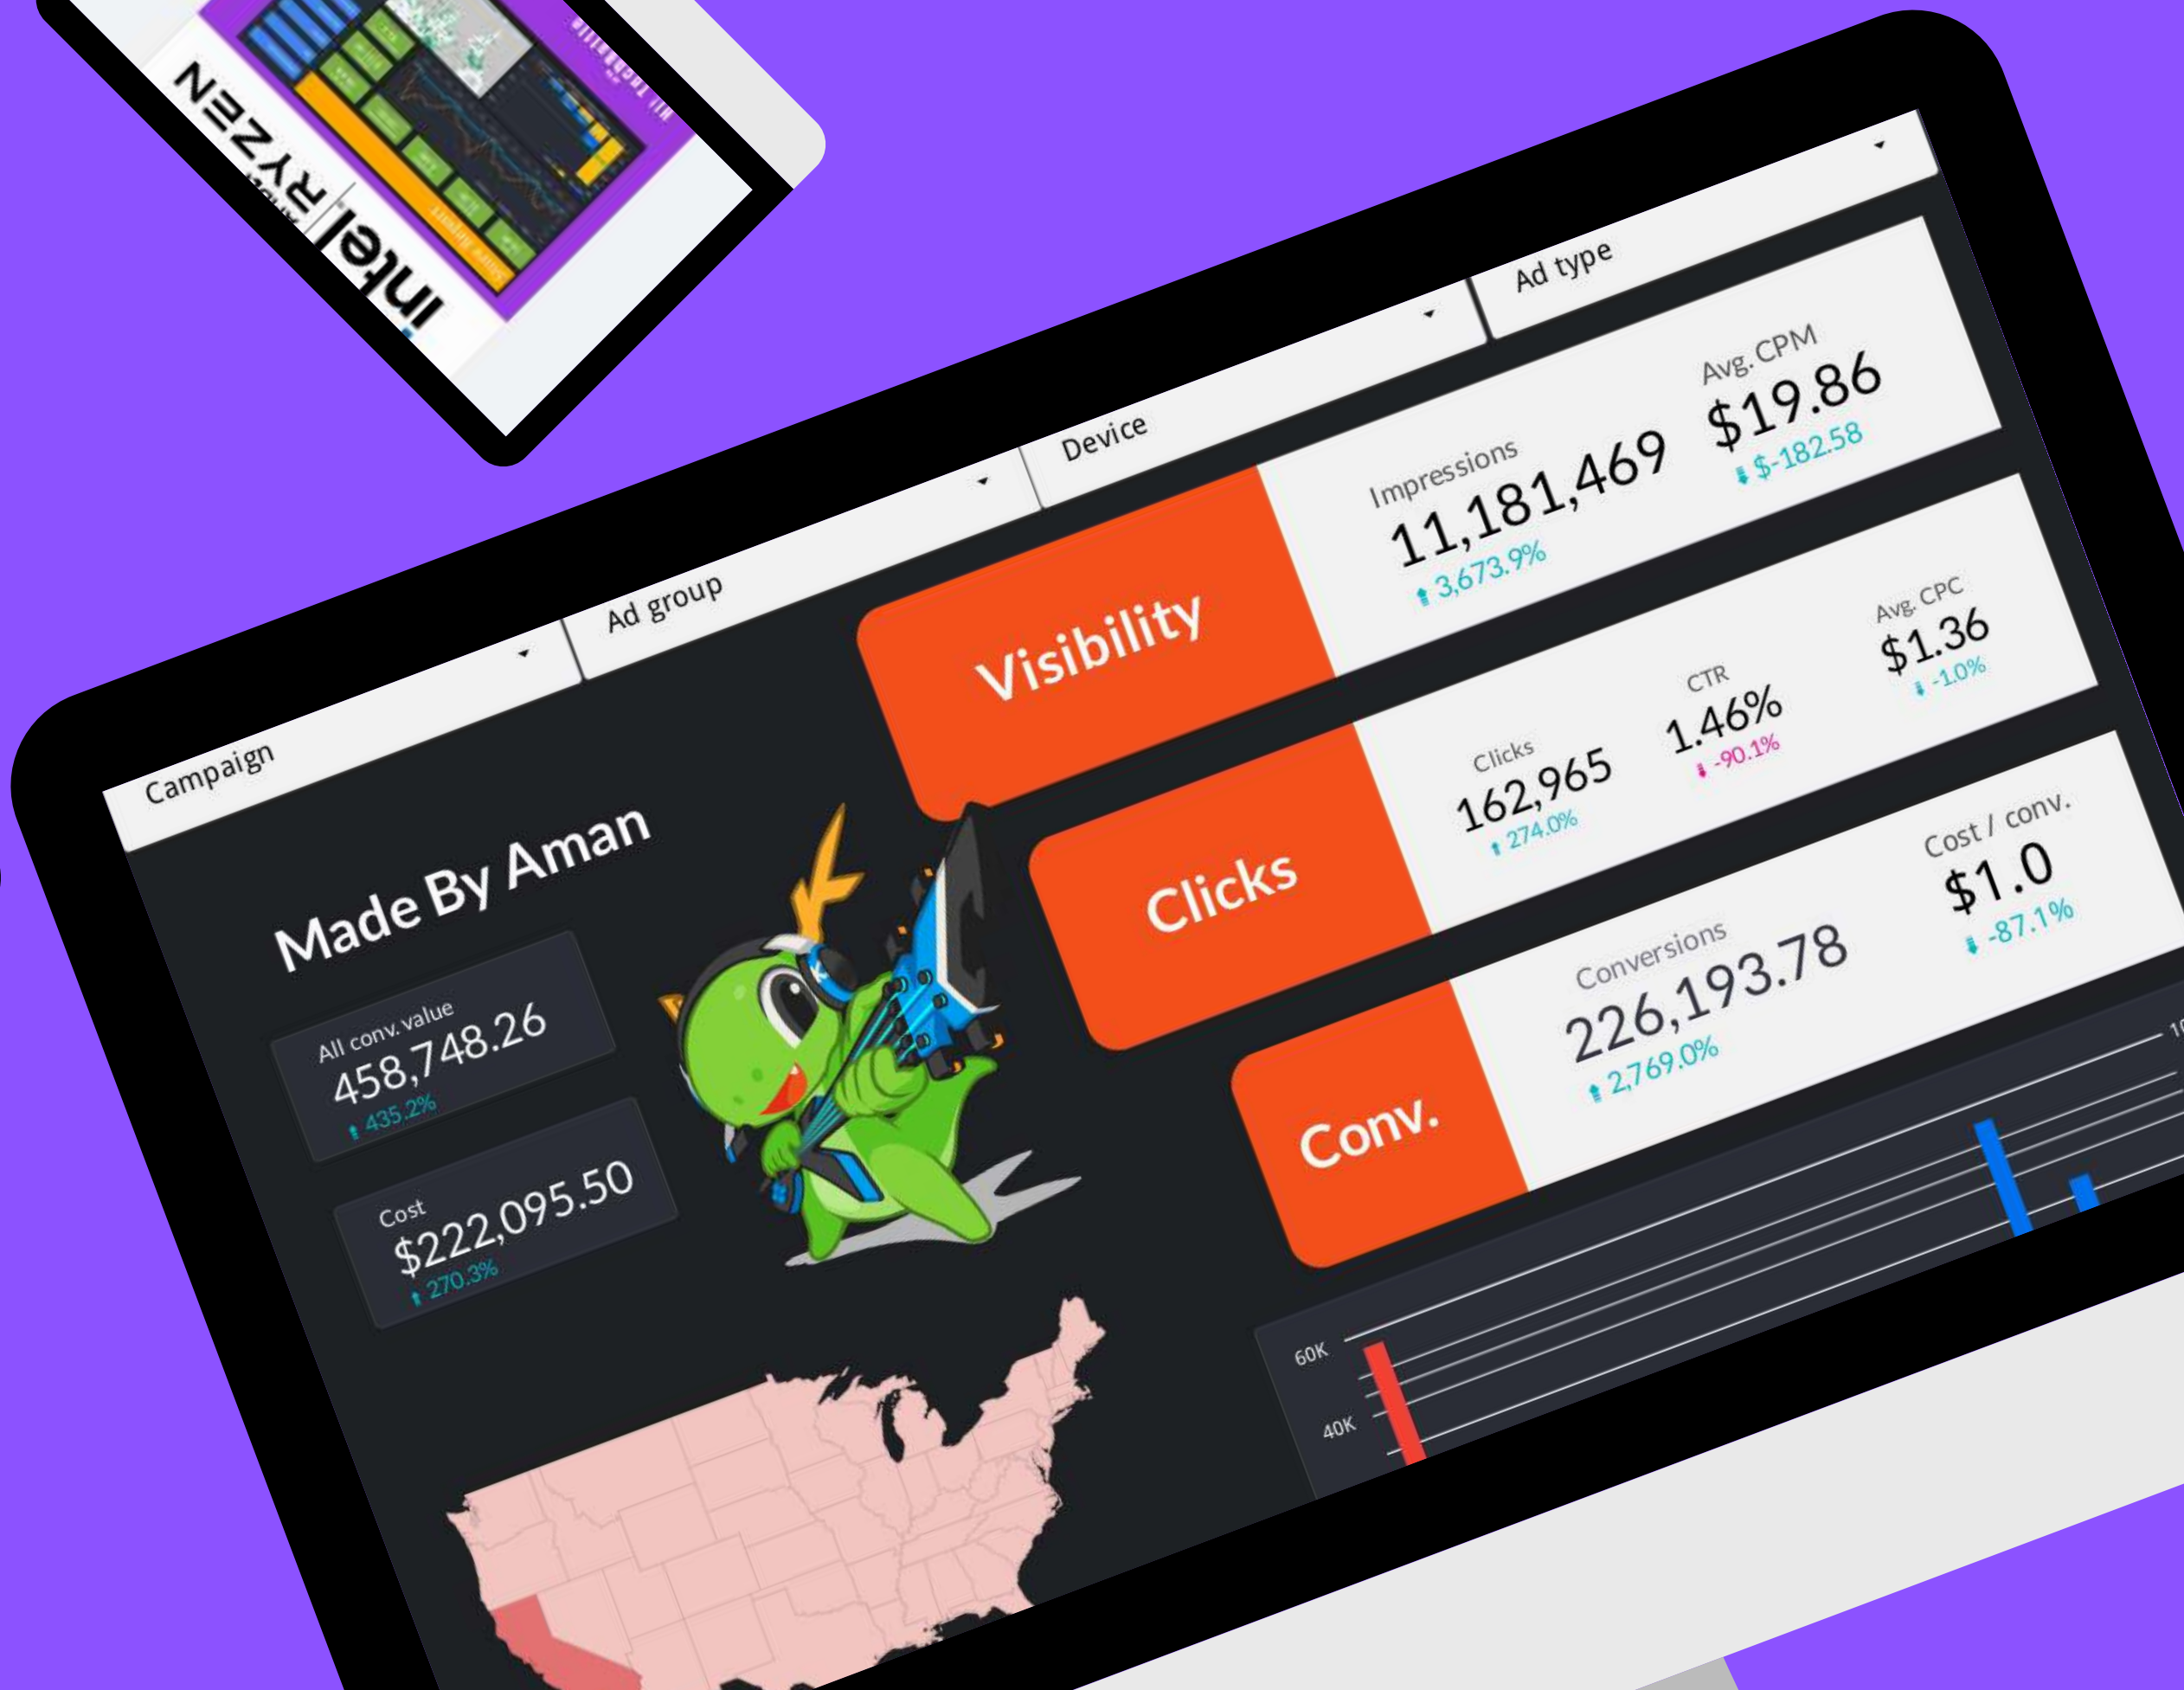 RYZEN
intel
Campaign
Ad group
Device
Ad type
Made By Aman
All conv. value
458,748.26
435.2%
Cost
$222,095.50
270.3%
Visibility
Impressions
11,181,469
3,673.9%
Avg. CPM
$19.86
$-182.58
Clicks
Clicks
162,965
274.0%
CTR
1.46%
-90.1%
Avg. CPC
$1.36
-1.0%
Conv.
Conversions
226,193.78
2,769.0%
Cost / conv.
$1.0
-87.1%
60K
40K
K